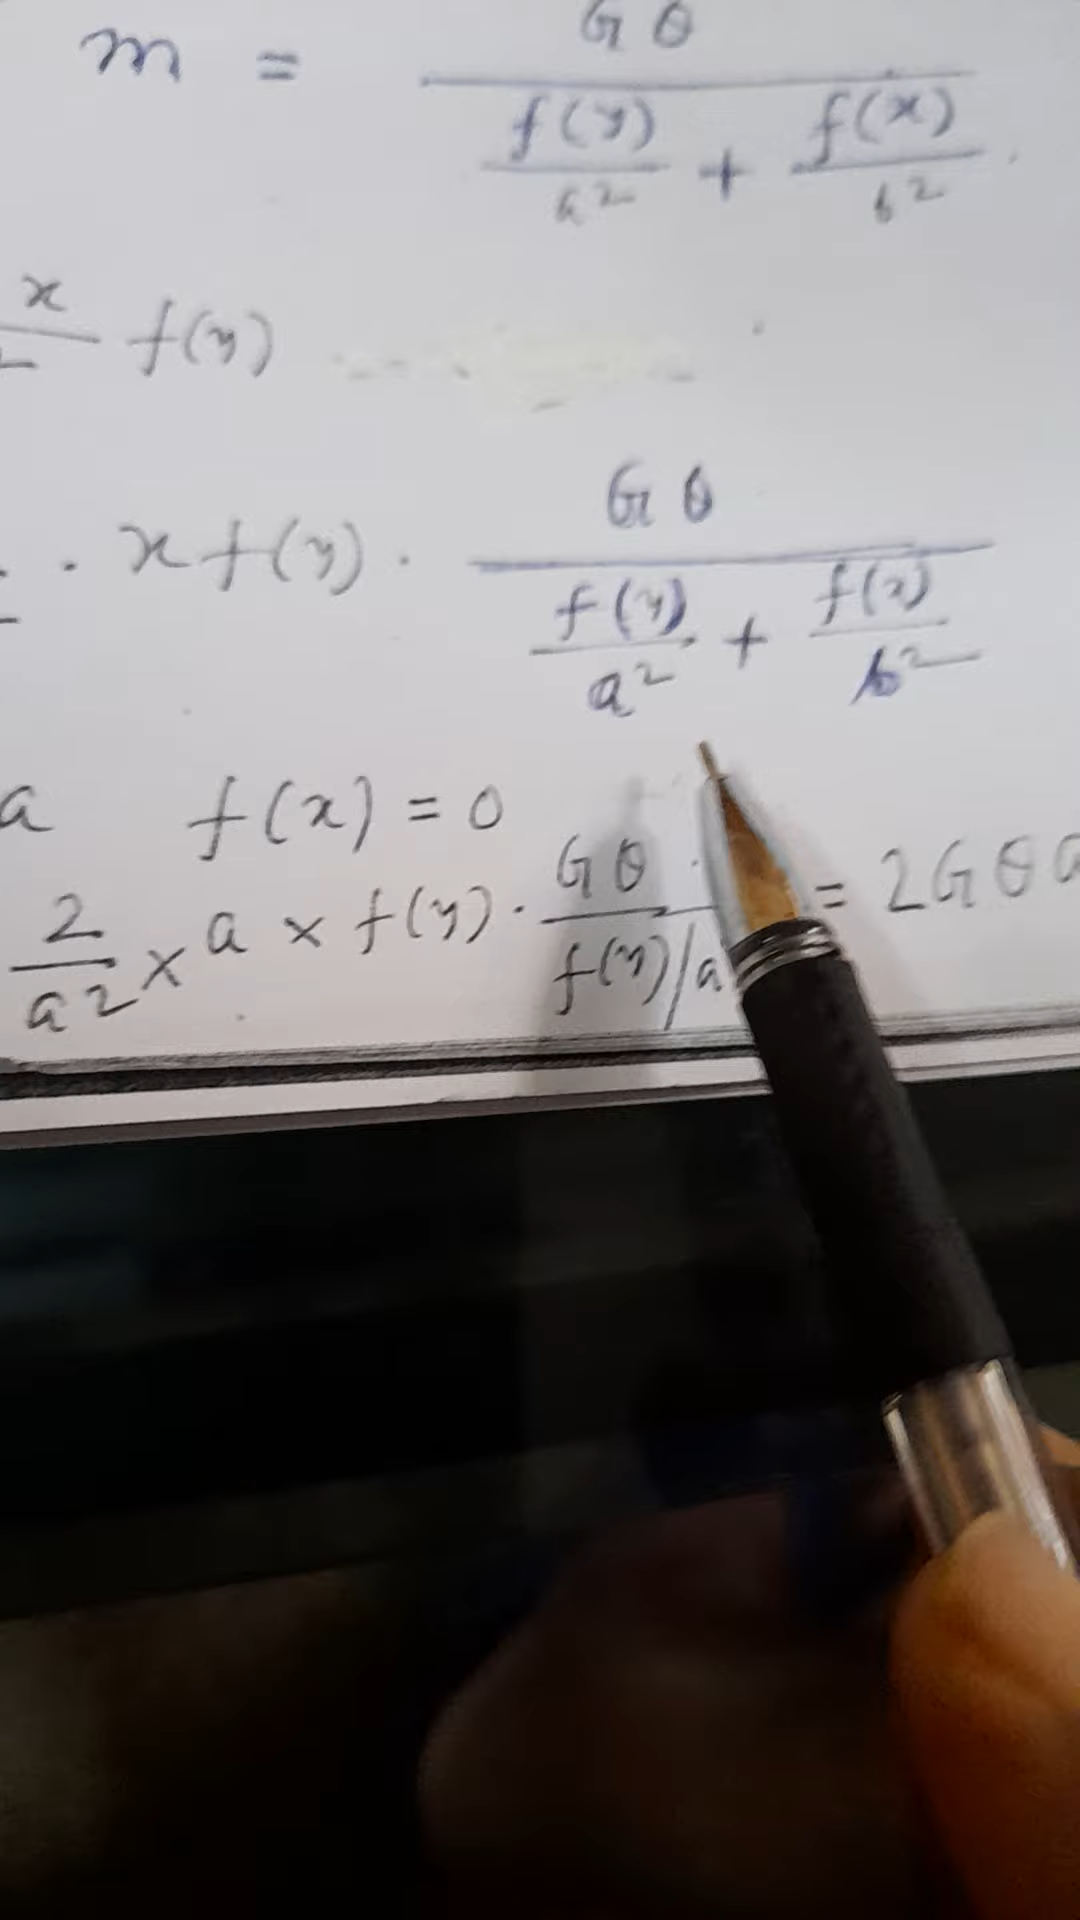 m = Gθ / (f(y)/a² + f(x)/b²)
x f(y)
. x f(y) . Gθ / (f(y)/a² + f(x)/b²)
a f(x) = 0
2/a2 × a × f(y) . Gθ / f(y)/a = 2Gθa